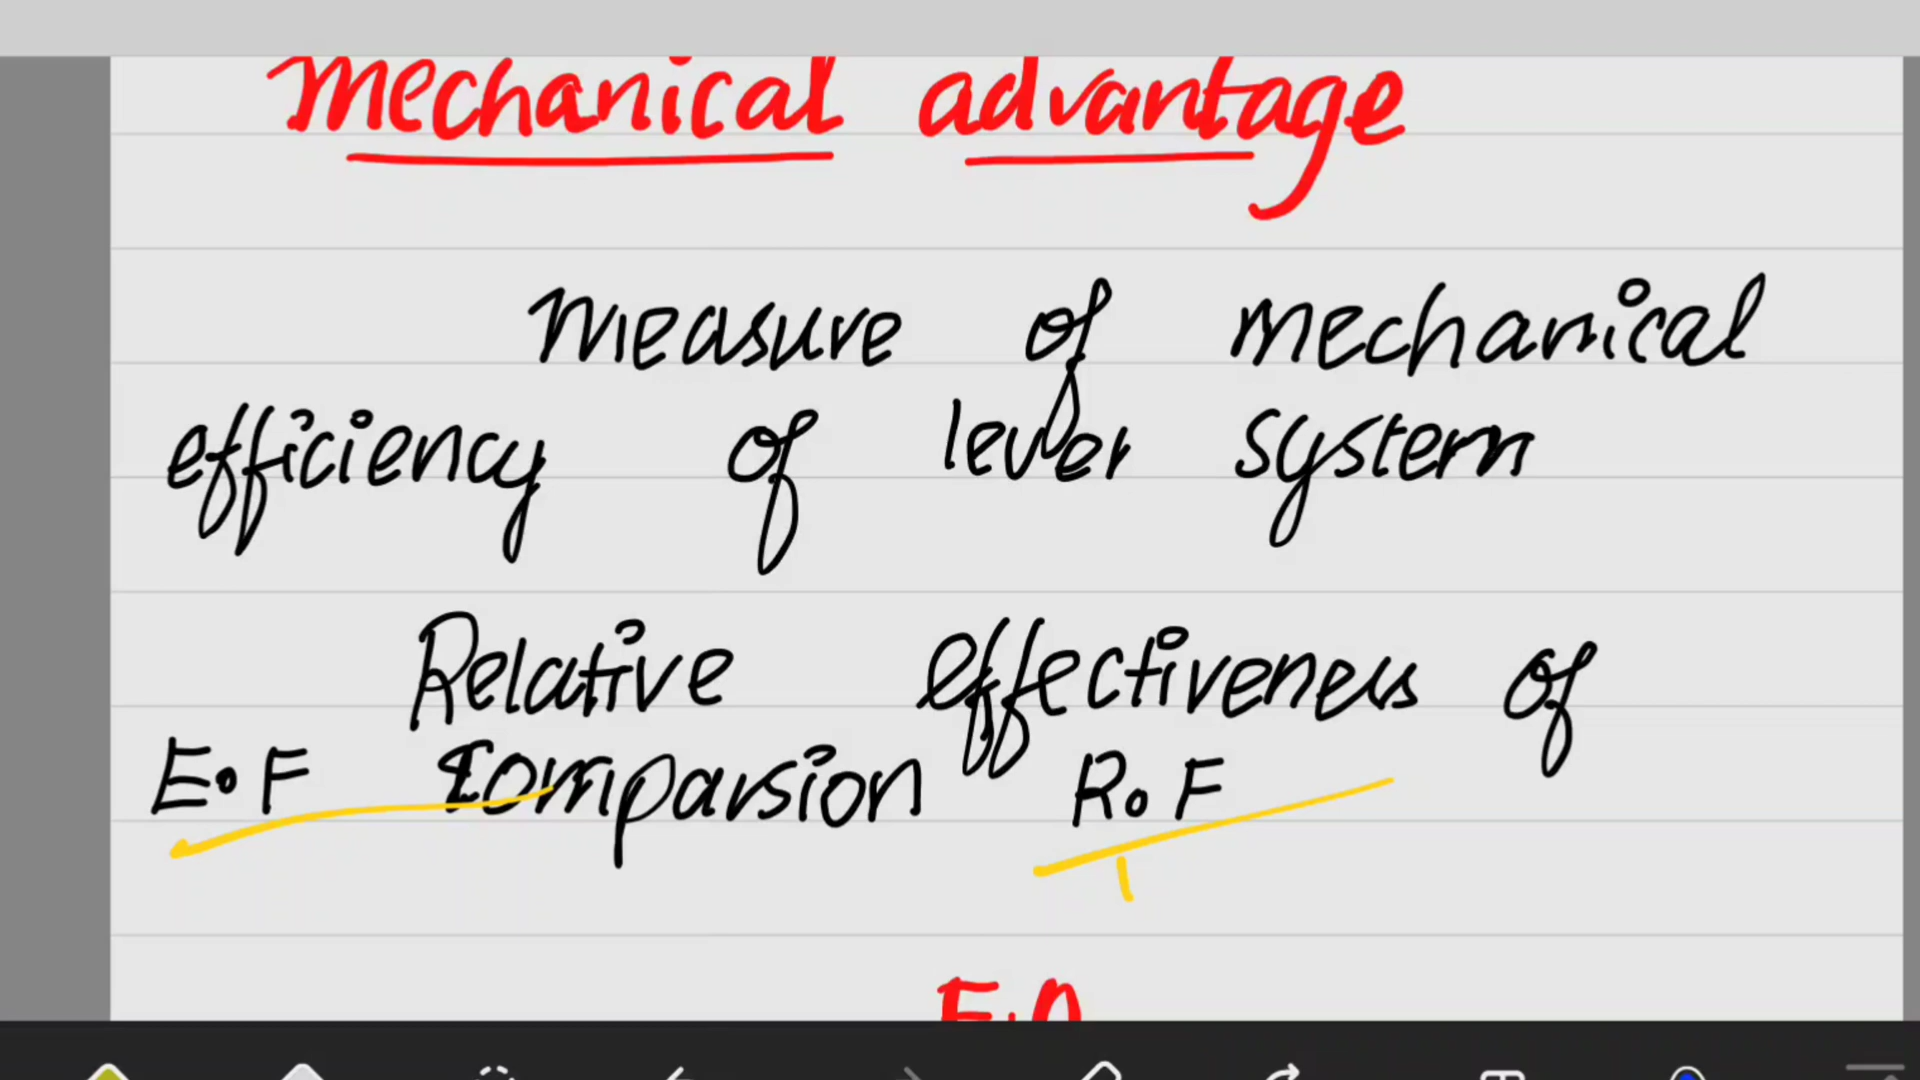 Mechanical advantage
Measure of mechanical
efficiency of lever system
Relative effectiveness of
E.F Comparsion R.F
E.A